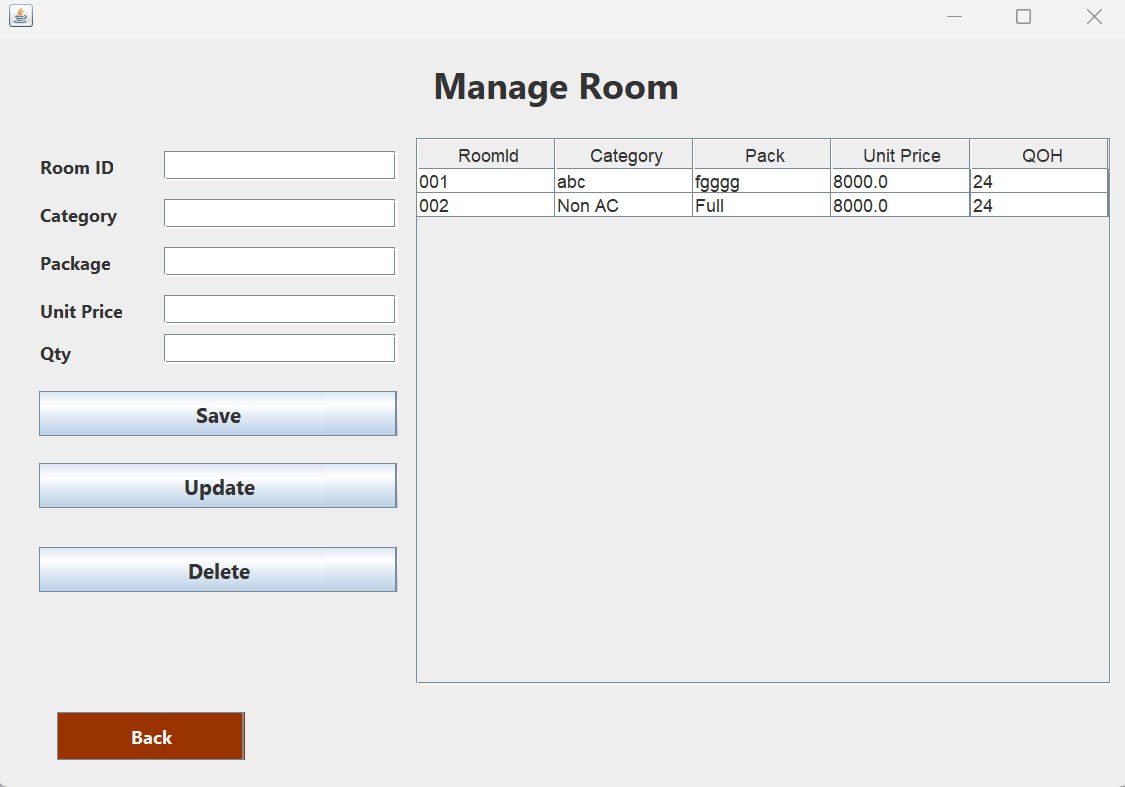 Manage Room
Room ID
Category
Package
Unit Price
Qty
Save
Update
Delete
Back
RoomId Category Pack Unit Price QOH
001 abc fgggg 8000.0 24
002 Non AC Full 8000.0 24